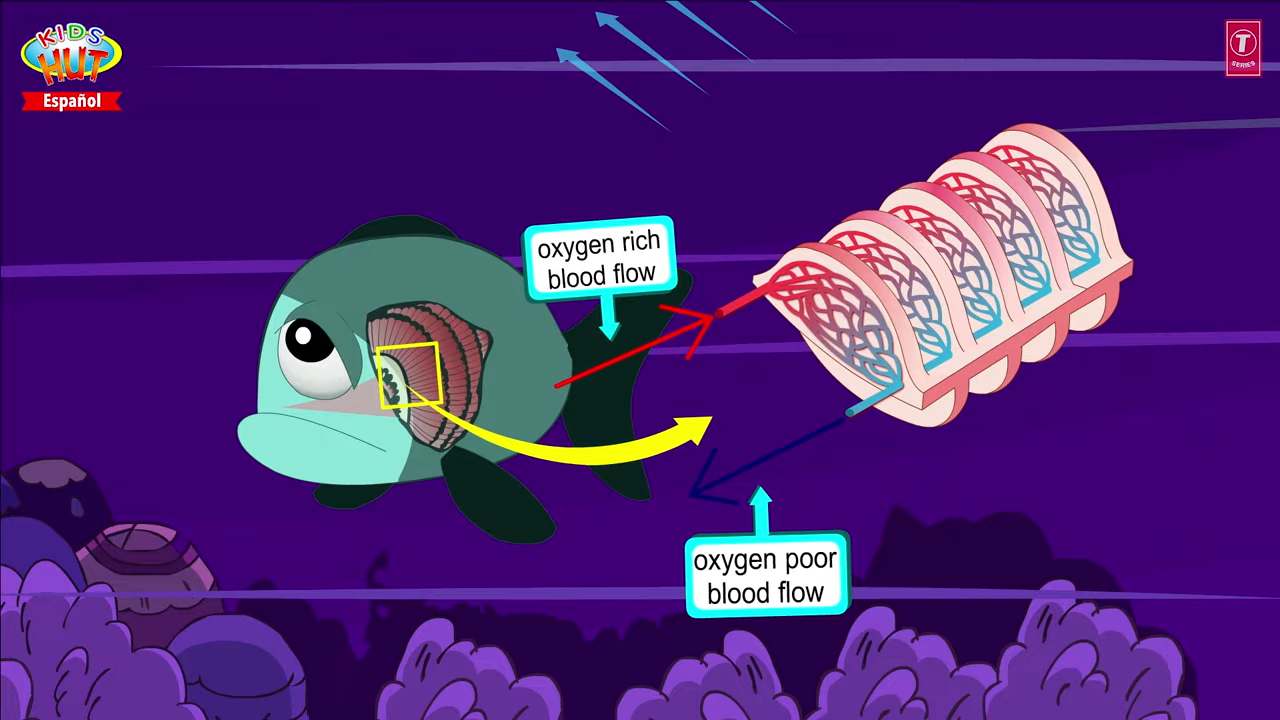 KIDS
HUT
Español
T
SERIES
oxygen rich
blood flow
oxygen poor
blood flow